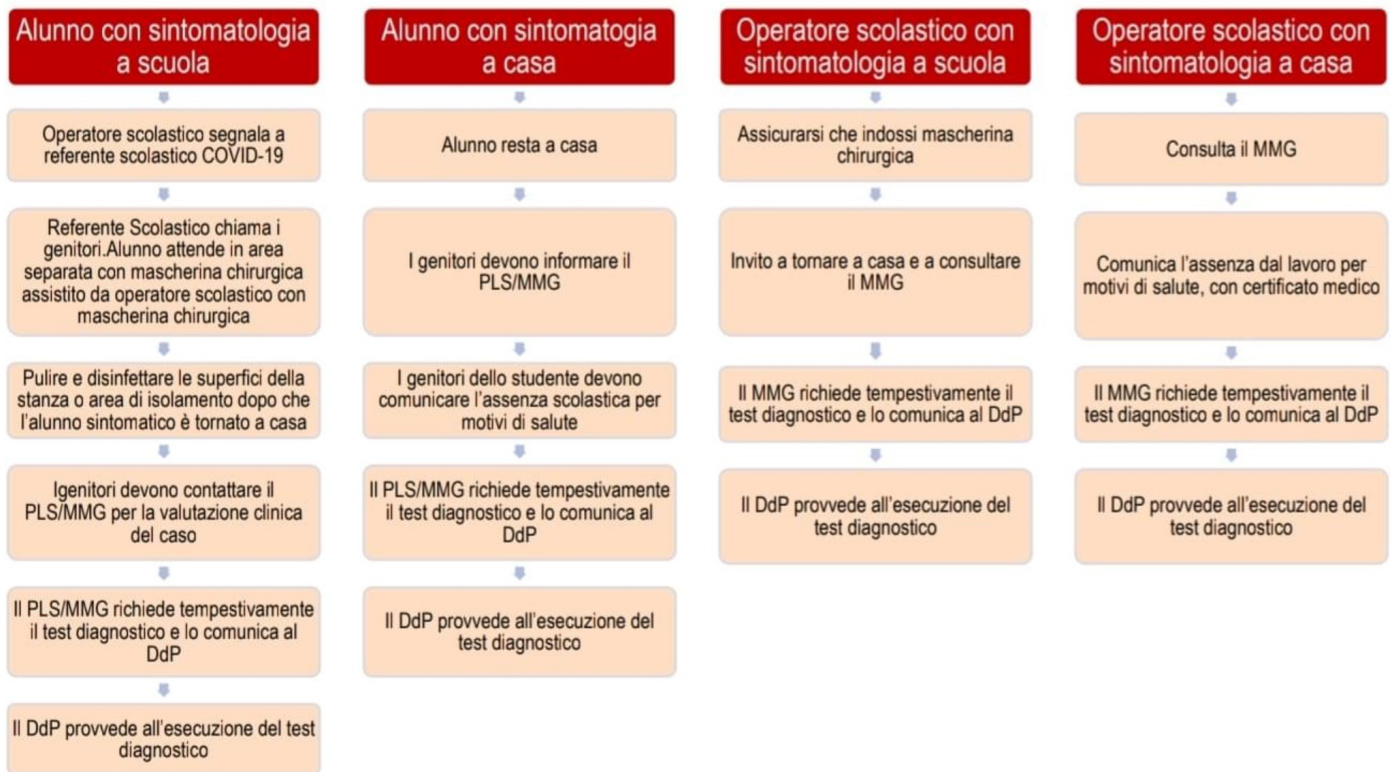 Alunno con sintomatologia
a scuola
Operatore scolastico segnala a
referente scolastico COVID-19
Referente Scolastico chiama i
genitori.Alunno attende in area
separata con mascherina chirurgica
assistito da operatore scolastico con
mascherina chirurgica
Pulire e disinfettare le superfici della
stanza o area di isolamento dopo che
l'alunno sintomatico è tornato a casa
Igenitori devono contattare il
PLS/MMG per la valutazione clinica
del caso
Il PLS/MMG richiede tempestivamente
il test diagnostico e lo comunica al
DdP
Il DdP provvede all'esecuzione del test
diagnostico
Alunno con sintomatogia
a casa
Alunno resta a casa
I genitori devono informare il
PLS/MMG
I genitori dello studente devono
comunicare l'assenza scolastica per
motivi di salute
Il PLS/MMG richiede tempestivamente
il test diagnostico e lo comunica al
DdP
Il DdP provvede all'esecuzione del
test diagnostico
Operatore scolastico con
sintomatologia a scuola
Assicurarsi che indossi mascherina
chirurgica
Invito a tornare a casa e a consultare
il MMG
Il MMG richiede tempestivamente il
test diagnostico e lo comunica al DdP
Il DdP provvede all'esecuzione del
test diagnostico
Operatore scolastico con
sintomatologia a casa
Consulta il MMG
Comunica l'assenza dal lavoro per
motivi di salute, con certificato medico
Il MMG richiede tempestivamente il
test diagnostico e lo comunica al DdP
Il DdP provvede all'esecuzione del
test diagnostico